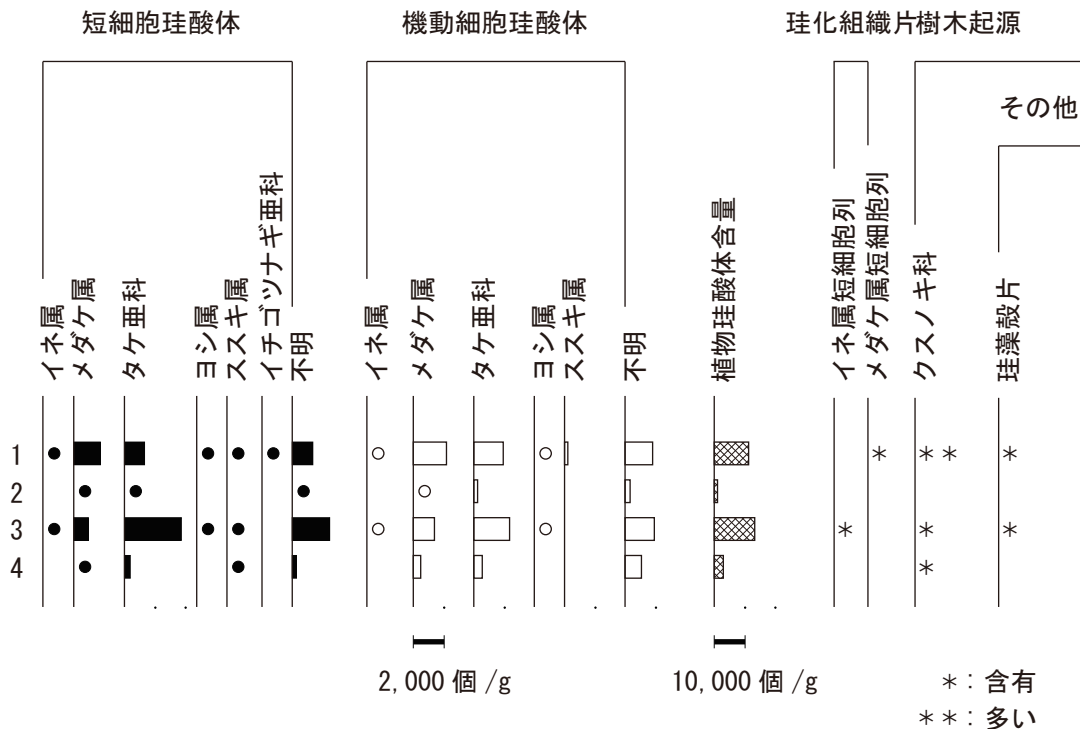 短細胞珪酸体
機動細胞珪酸体
珪化組織片
樹木起源
その他
イネ属
メダケ属
タケ亜科
ヨシ属
ススキ属
イチゴツナギ亜科
不明
イネ属
メダケ属
タケ亜科
ヨシ属
ススキ属
不明
植物珪酸体含量
イネ属短細胞列
メダケ属短細胞列
クスノキ科
珪藻殻片
1
*
* *
*
2
3
*
*
*
4
*
2,000 個 /g
10,000 個 /g
*: 含有
* *: 多い